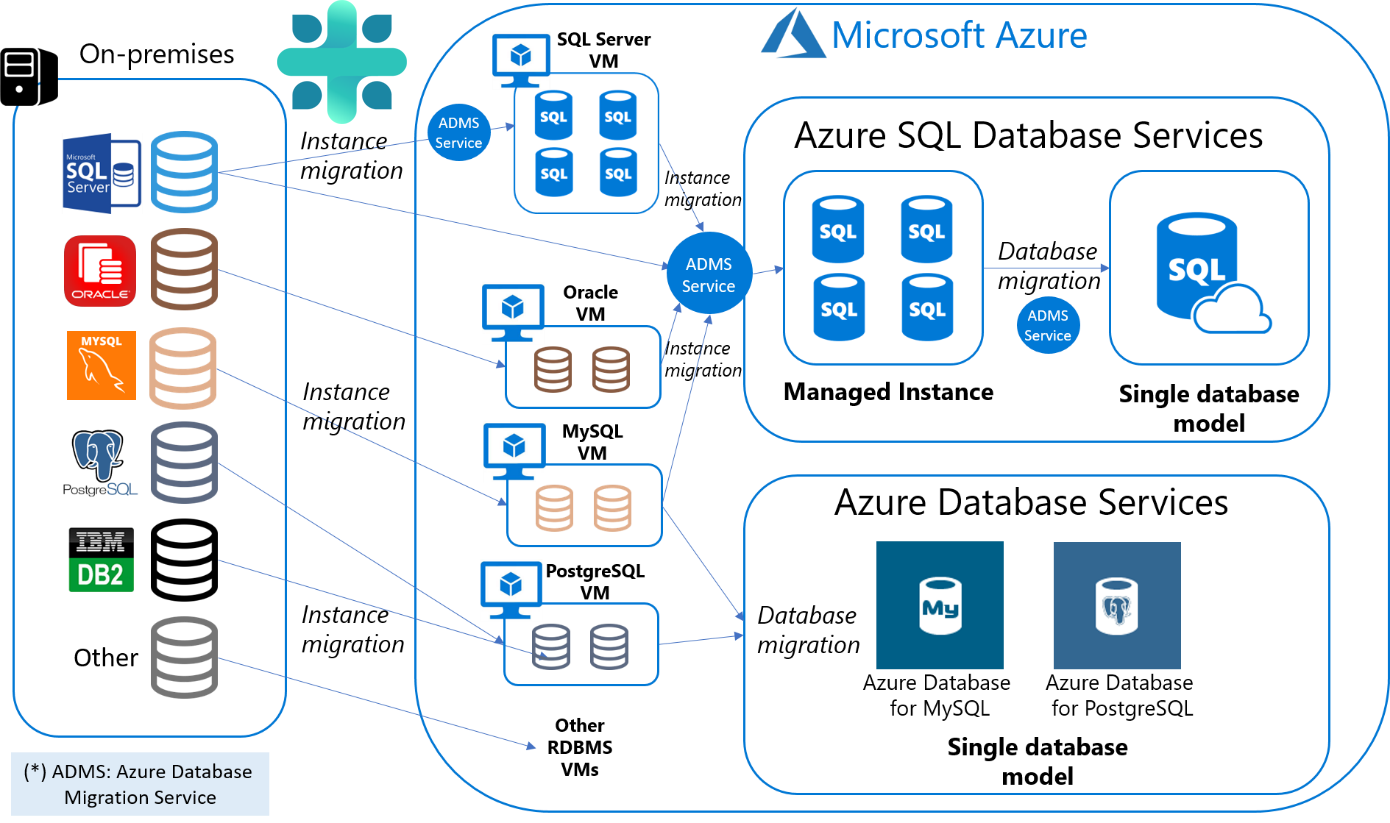 On-premises
Microsoft
SQL
Server
ORACLE
MYSQL
PostgreSQL
IBM
DB2
Other
(*) ADMS: Azure Database
Migration Service
Instance
migration
Instance
migration
Instance
migration
Microsoft Azure
SQL Server
VM
ADMS
Service
SQL
SQL
SQL
SQL
Instance
migration
ADMS
Service
Oracle
VM
Instance
migration
MySQL
VM
PostgreSQL
VM
Other
RDBMS
VMs
Azure SQL Database Services
SQL
SQL
SQL
SQL
Managed Instance
Database
migration
ADMS
Service
SQL
Single database
model
Azure Database Services
Database
migration
My
Azure Database
for MySQL
Azure Database
for PostgreSQL
Single database
model